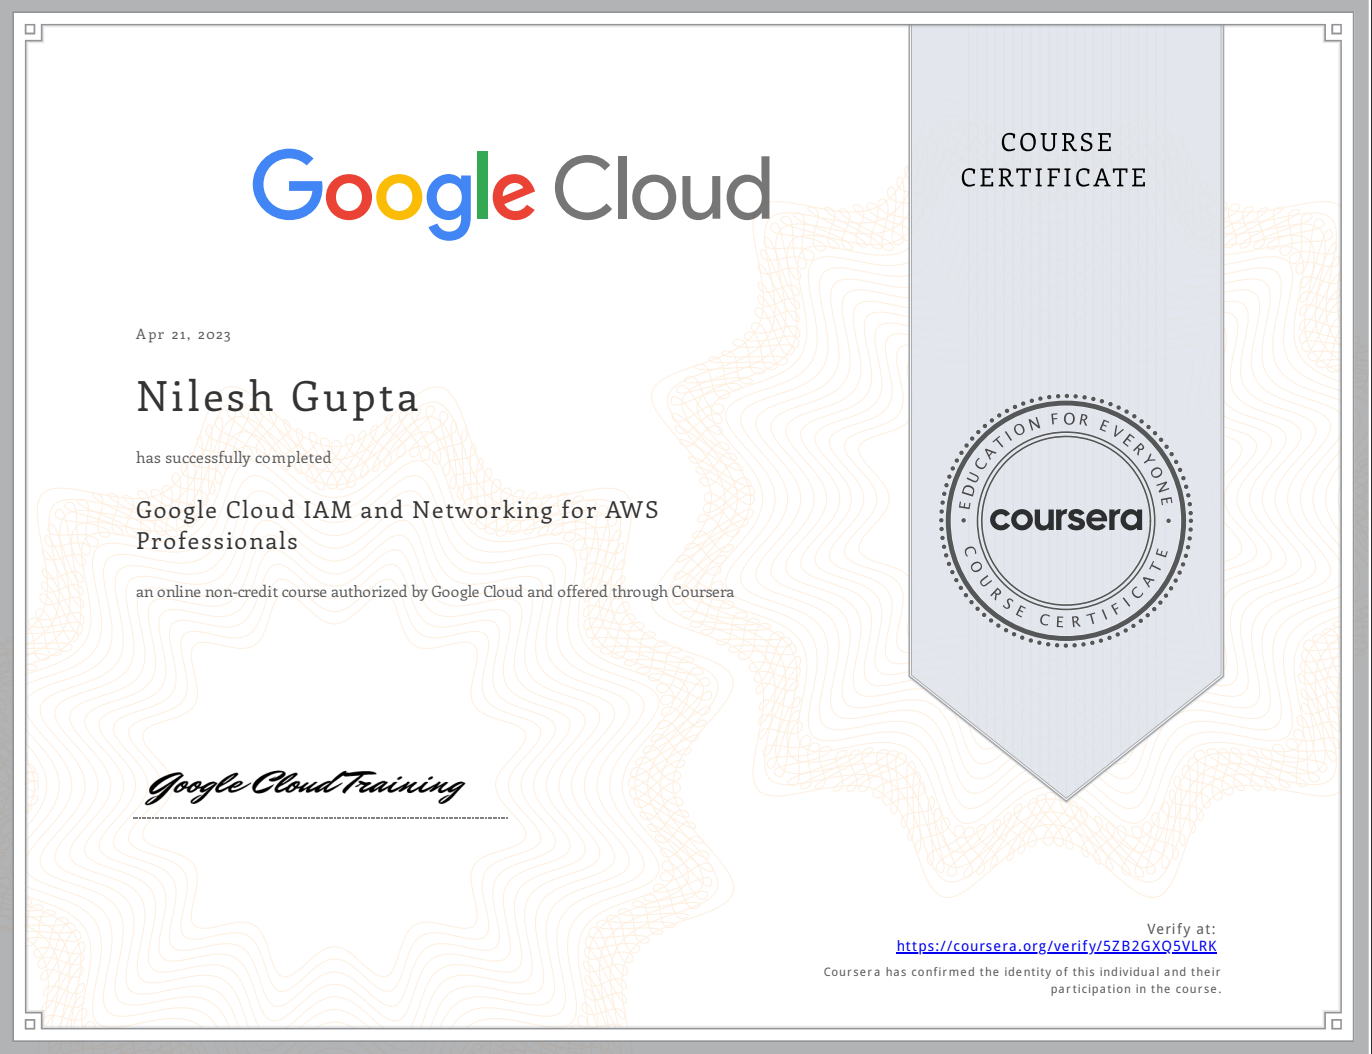 Google Cloud
COURSE
CERTIFICATE
Apr 21, 2023
Nilesh Gupta
has successfully completed
Google Cloud IAM and Networking for AWS
Professionals
an online non-credit course authorized by Google Cloud and offered through Coursera
EDUCATION FOR EVERYONE
coursera
COURSE CERTIFICATE
Google Cloud Training
Verify at:
https://coursera.org/verify/5ZB2GXQ5VLRK
Coursera has confirmed the identity of this individual and their
participation in the course.